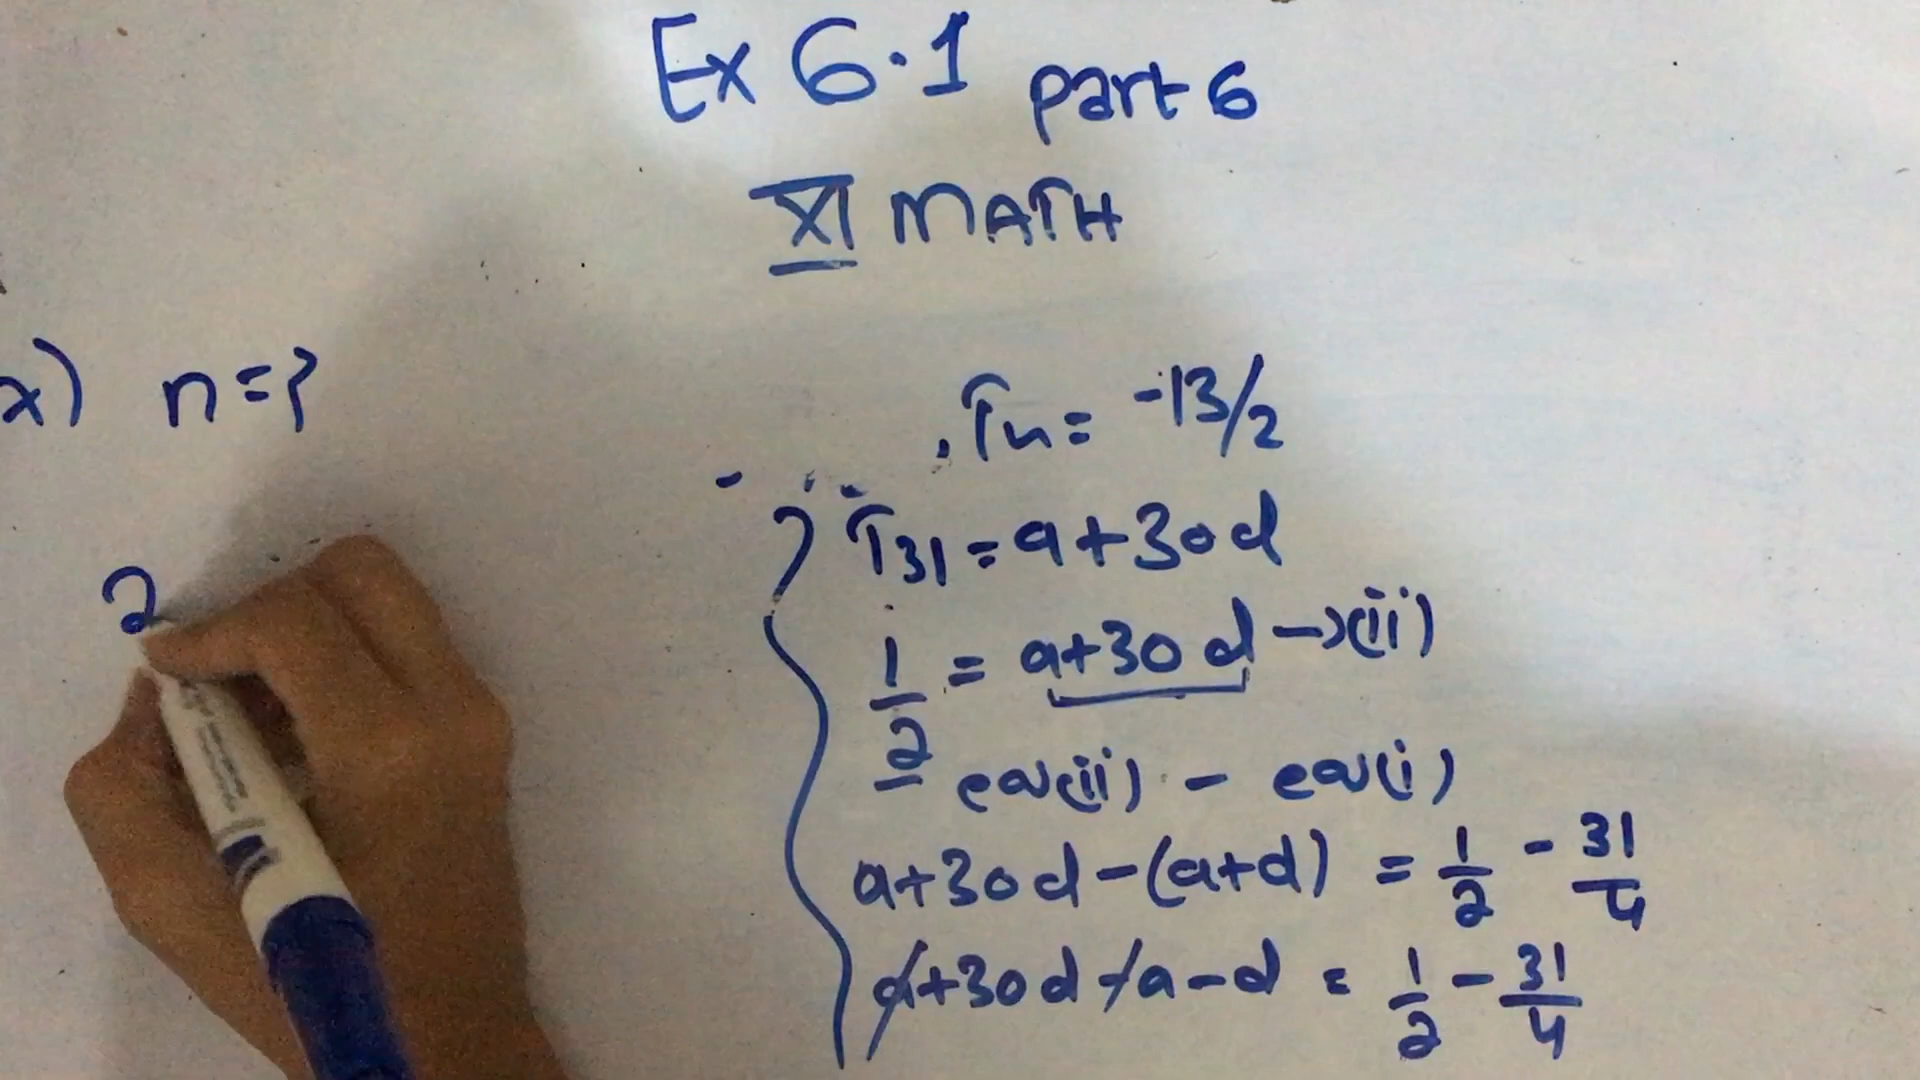 Ex 6.1 part 6
XI MATH
x) n=?
, Tn = -13/2
2
T31 = a+30d
1/2 = a+30d →(ii)
eq(ii) - eq(i)
a+30d-(a+d) = 1/2 - 31/4
a+30d-a-d = 1/2 - 31/4